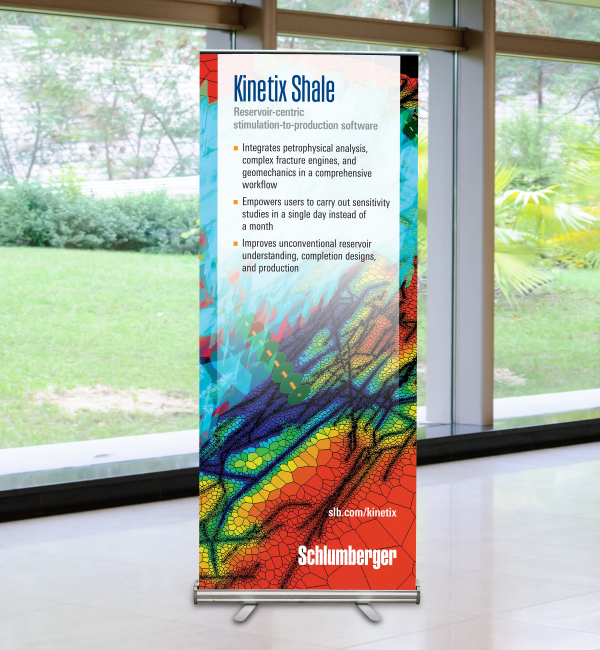 Kinetix Shale
Reservoir-centric
stimulation-to-production software
Integrates petrophysical analysis,
complex fracture engines, and
geomechanics in a comprehensive
workflow
Empowers users to carry out sensitivity
studies in a single day instead of
a month
Improves unconventional reservoir
understanding, completion designs,
and production
slb.com/kinetix
Schlumberger